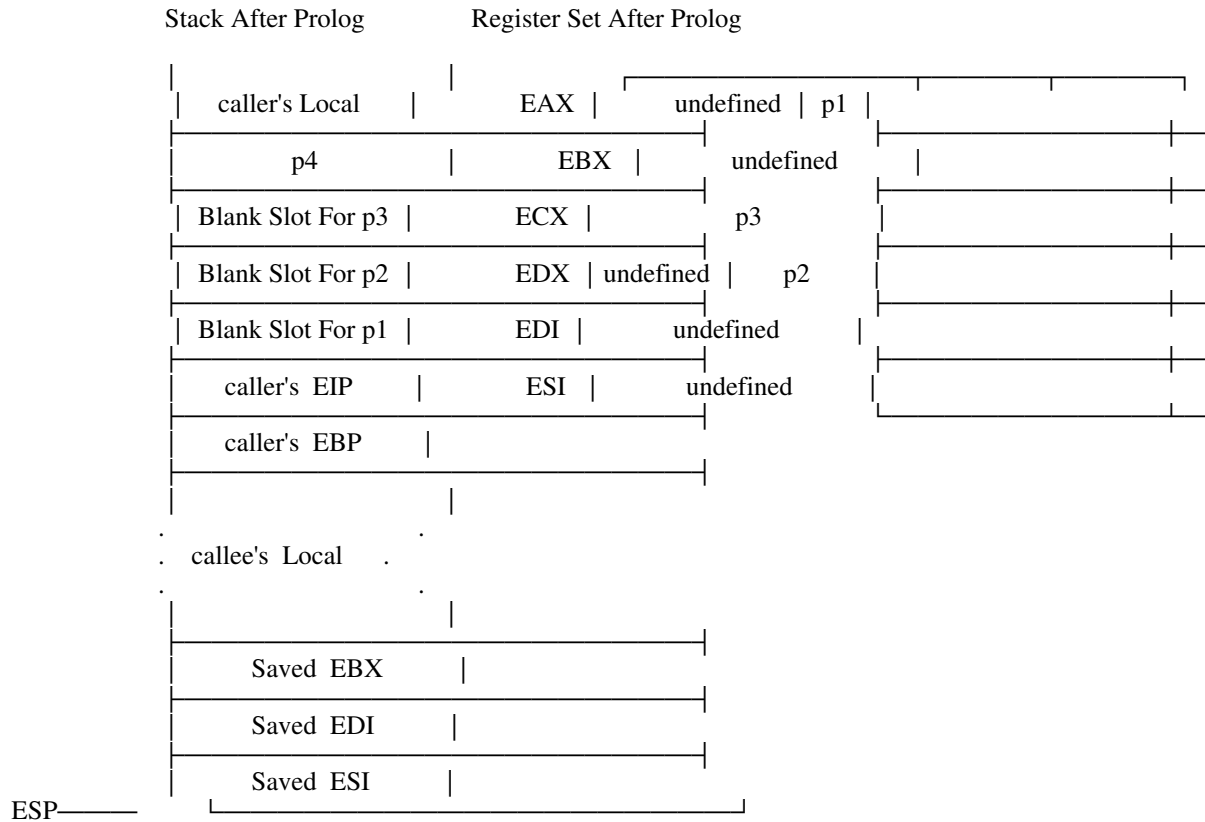 Stack After Prolog Register Set After Prolog
caller's Local EAX undefined p1
p4 EBX undefined
Blank Slot For p3 ECX p3
Blank Slot For p2 EDX undefined p2
Blank Slot For p1 EDI undefined
caller's EIP ESI undefined
caller's EBP
callee's Local
Saved EBX
Saved EDI
Saved ESI
ESP